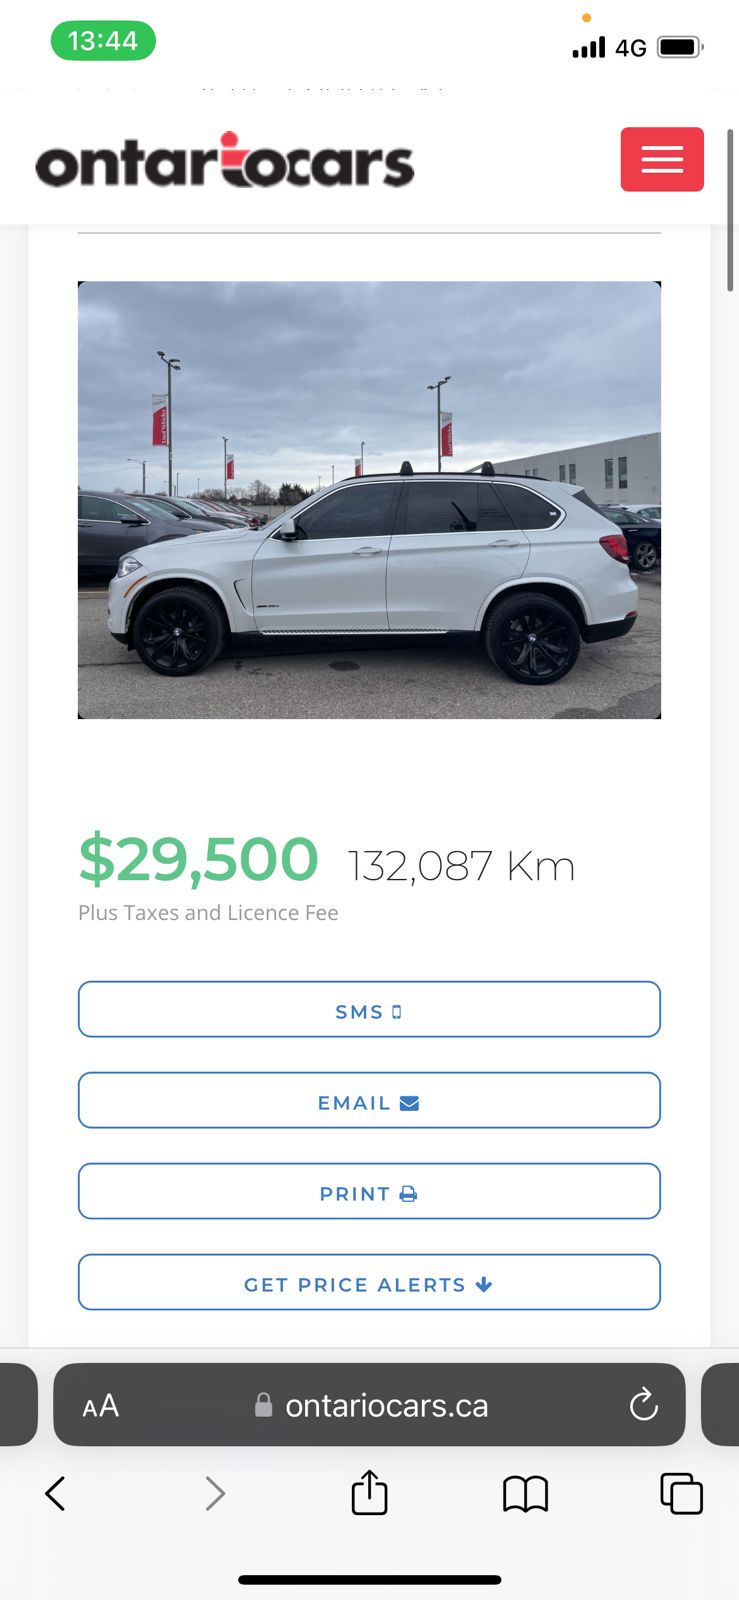 13:44
4G
ontariocars
$29,500 132,087 Km
Plus Taxes and Licence Fee
SMS
EMAIL
PRINT
GET PRICE ALERTS
AA ontariocars.ca